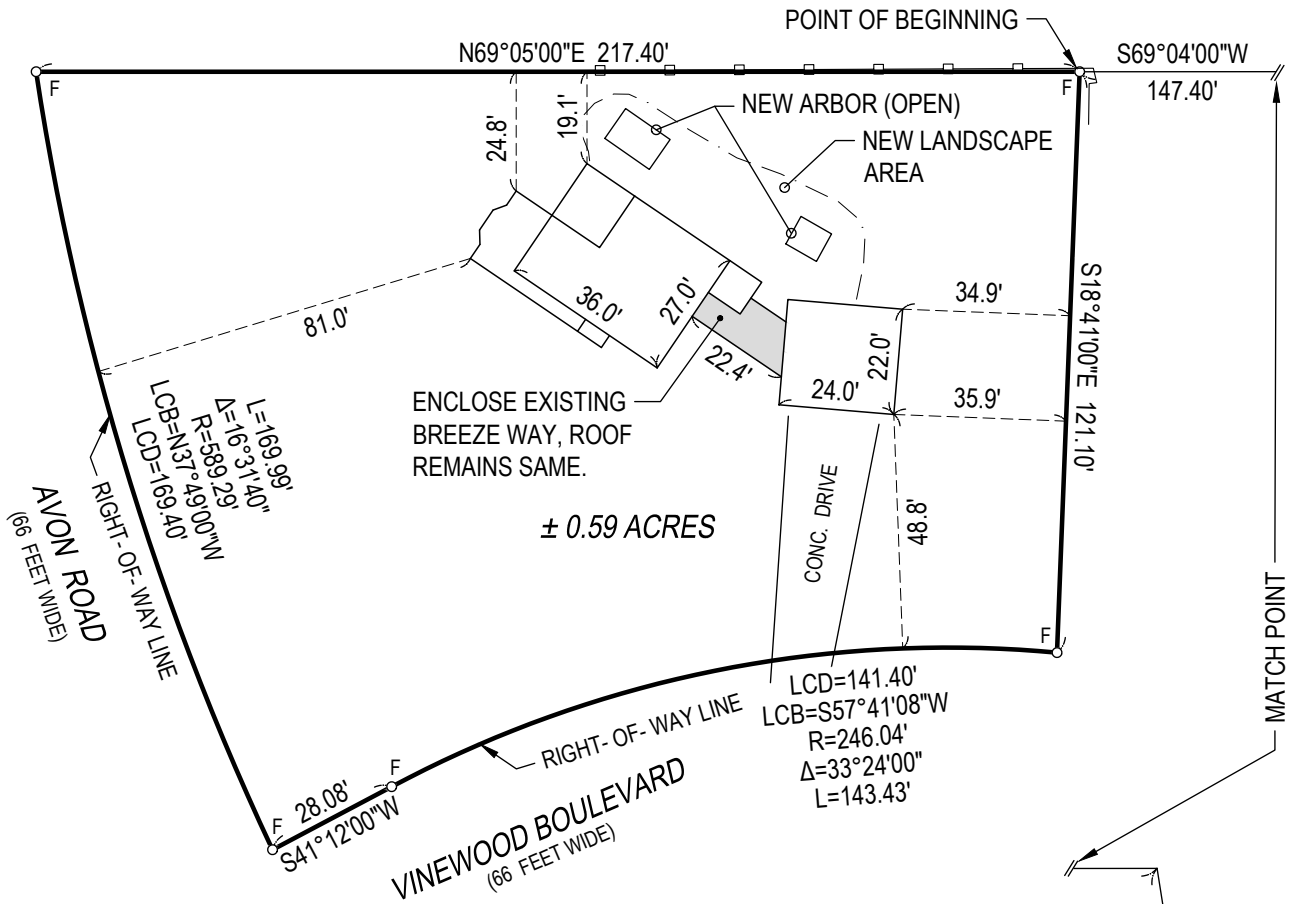 POINT OF BEGINNING
N69°05'00"E 217.40'
S69°04'00"W
147.40'
F
F
24.8'
19.1'
NEW ARBOR (OPEN)
NEW LANDSCAPE
AREA
S18°41'00"E 121.10'
34.9'
36.0'
27.0'
22.4'
22.0'
24.0'
35.9'
81.0'
ENCLOSE EXISTING
BREEZE WAY, ROOF
REMAINS SAME.
L=169.99'
Δ=16°31'40"
R=589.29'
LCB=N37°49'00"W
LCD=169.40'
RIGHT- OF- WAY LINE
AVON ROAD
(66 FEET WIDE)
± 0.59 ACRES
CONC. DRIVE
48.8'
MATCH POINT
F
LCD=141.40'
LCB=S57°41'08"W
R=246.04'
Δ=33°24'00"
L=143.43'
RIGHT- OF- WAY LINE
F
F
28.08'
S41°12'00"W
VINEWOOD BOULEVARD
(66 FEET WIDE)